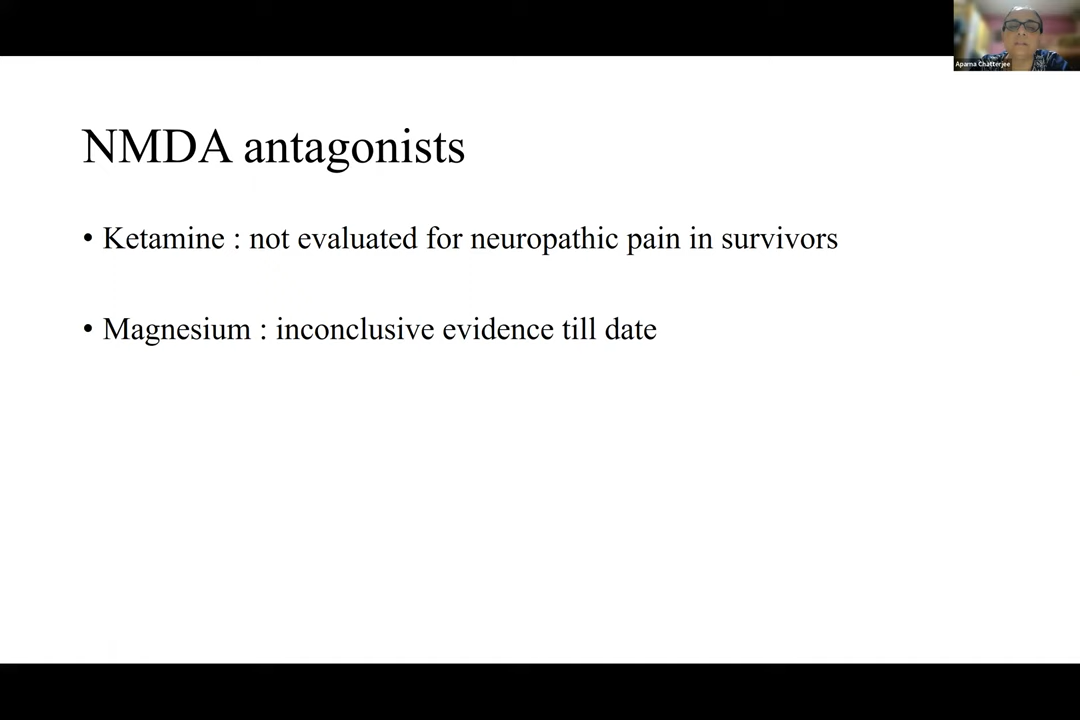 Aparna Chatterjee
NMDA antagonists
• Ketamine : not evaluated for neuropathic pain in survivors
• Magnesium : inconclusive evidence till date